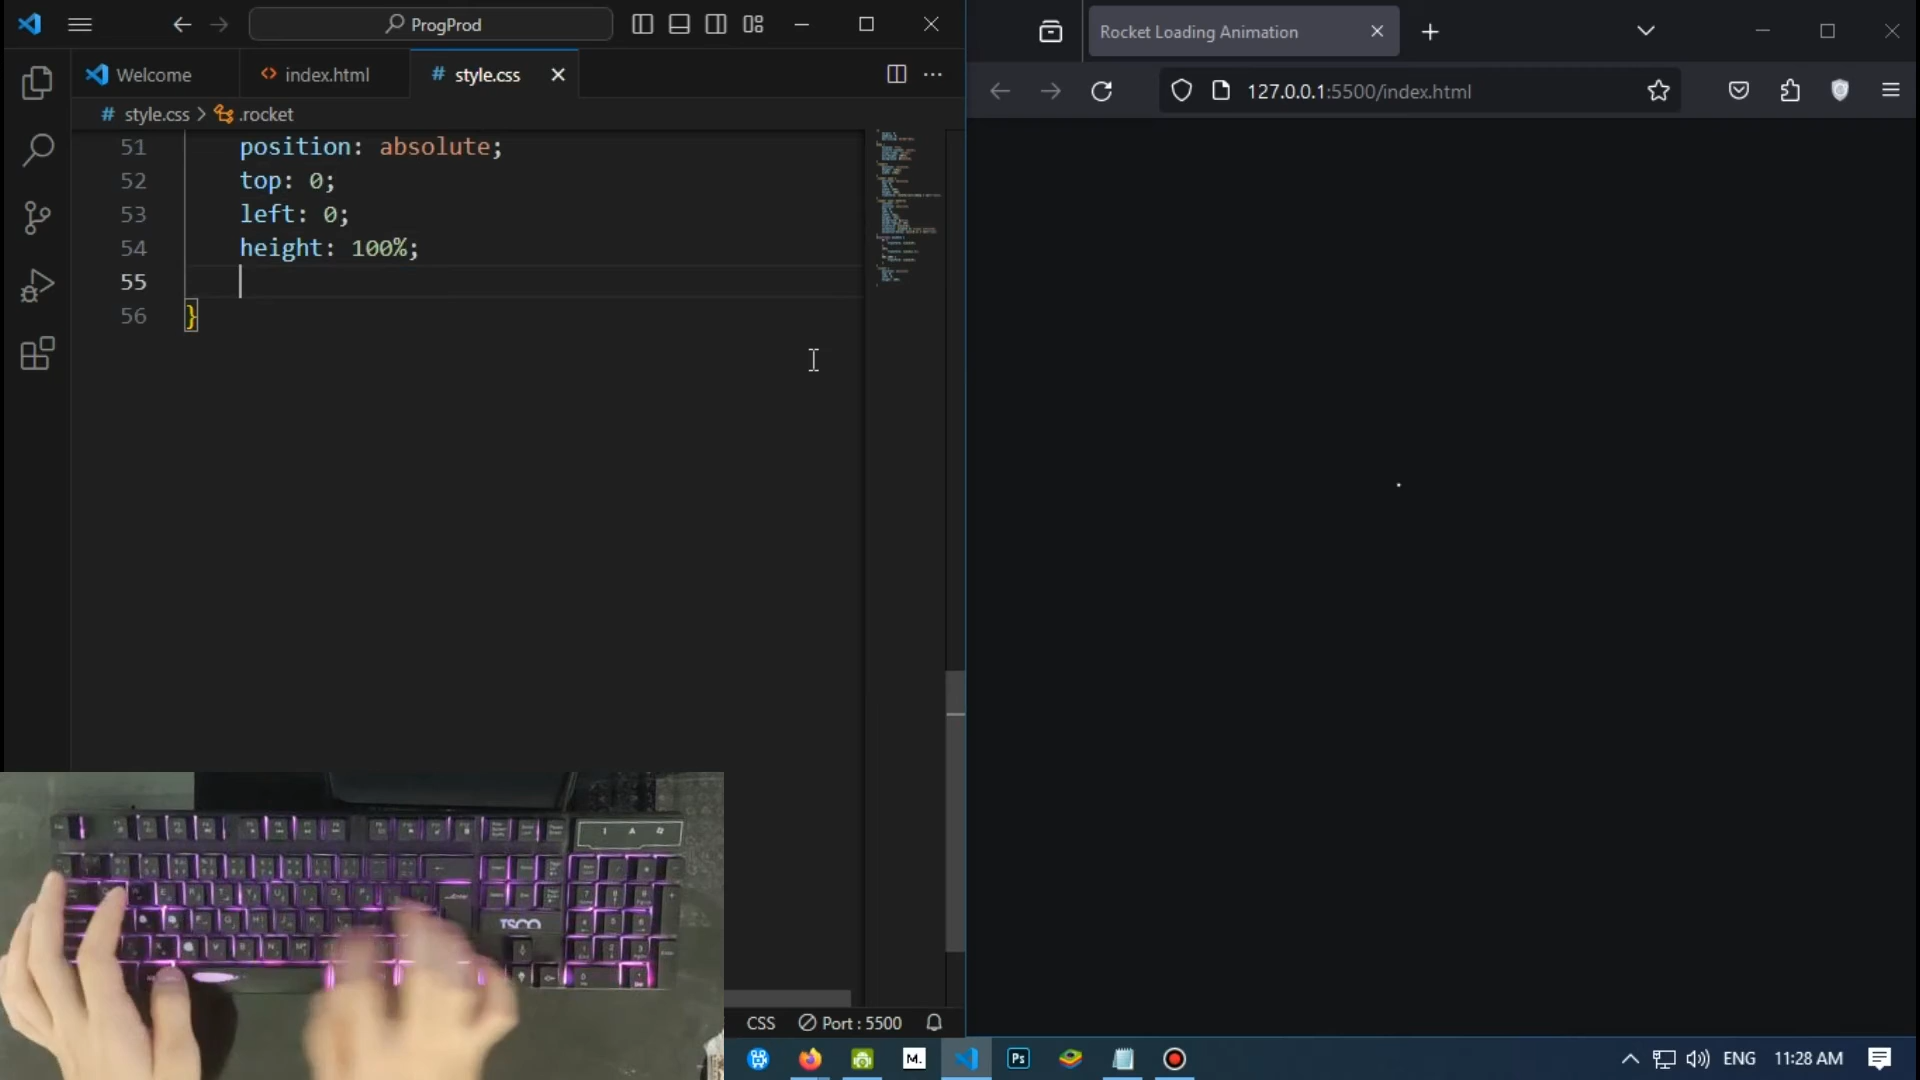 ProgProd
Welcome
index.html
# style.css
# style.css > .rocket
51 position: absolute;
52 top: 0;
53 left: 0;
54 height: 100%;
55
56 }
TSCO
CSS
Port : 5500
Rocket Loading Animation
127.0.0.1:5500/index.html
M.
Ps
ENG
11:28 AM